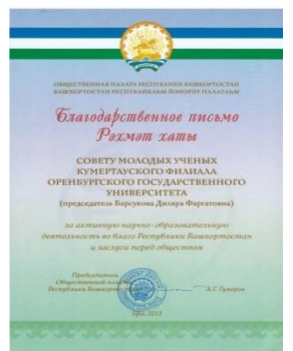 ОБЩЕСТВЕННАЯ ПАЛАТА РЕСПУБЛИКИ БАШКОРТОСТАН
БАШҠОРТОСТАН РЕСПУБЛИКАҺЫ ЙӘМӘҒӘТ ПАЛАТАҺЫ
Благодарственное письмо
Рәхмәт хаты
СОВЕТУ МОЛОДЫХ УЧЕНЫХ
КУМЕРТАУСКОГО ФИЛИАЛА
ОРЕНБУРГСКОГО ГОСУДАРСТВЕННОГО
УНИВЕРСИТЕТА
(председатель Барсукова Диляра Фаргатовна)
за активную научно-образовательную
деятельность во благо Республики Башкортостан
и заслуги перед обществом
Председатель
Общественной палаты
Республики Башкортостан
Уфа, 2013